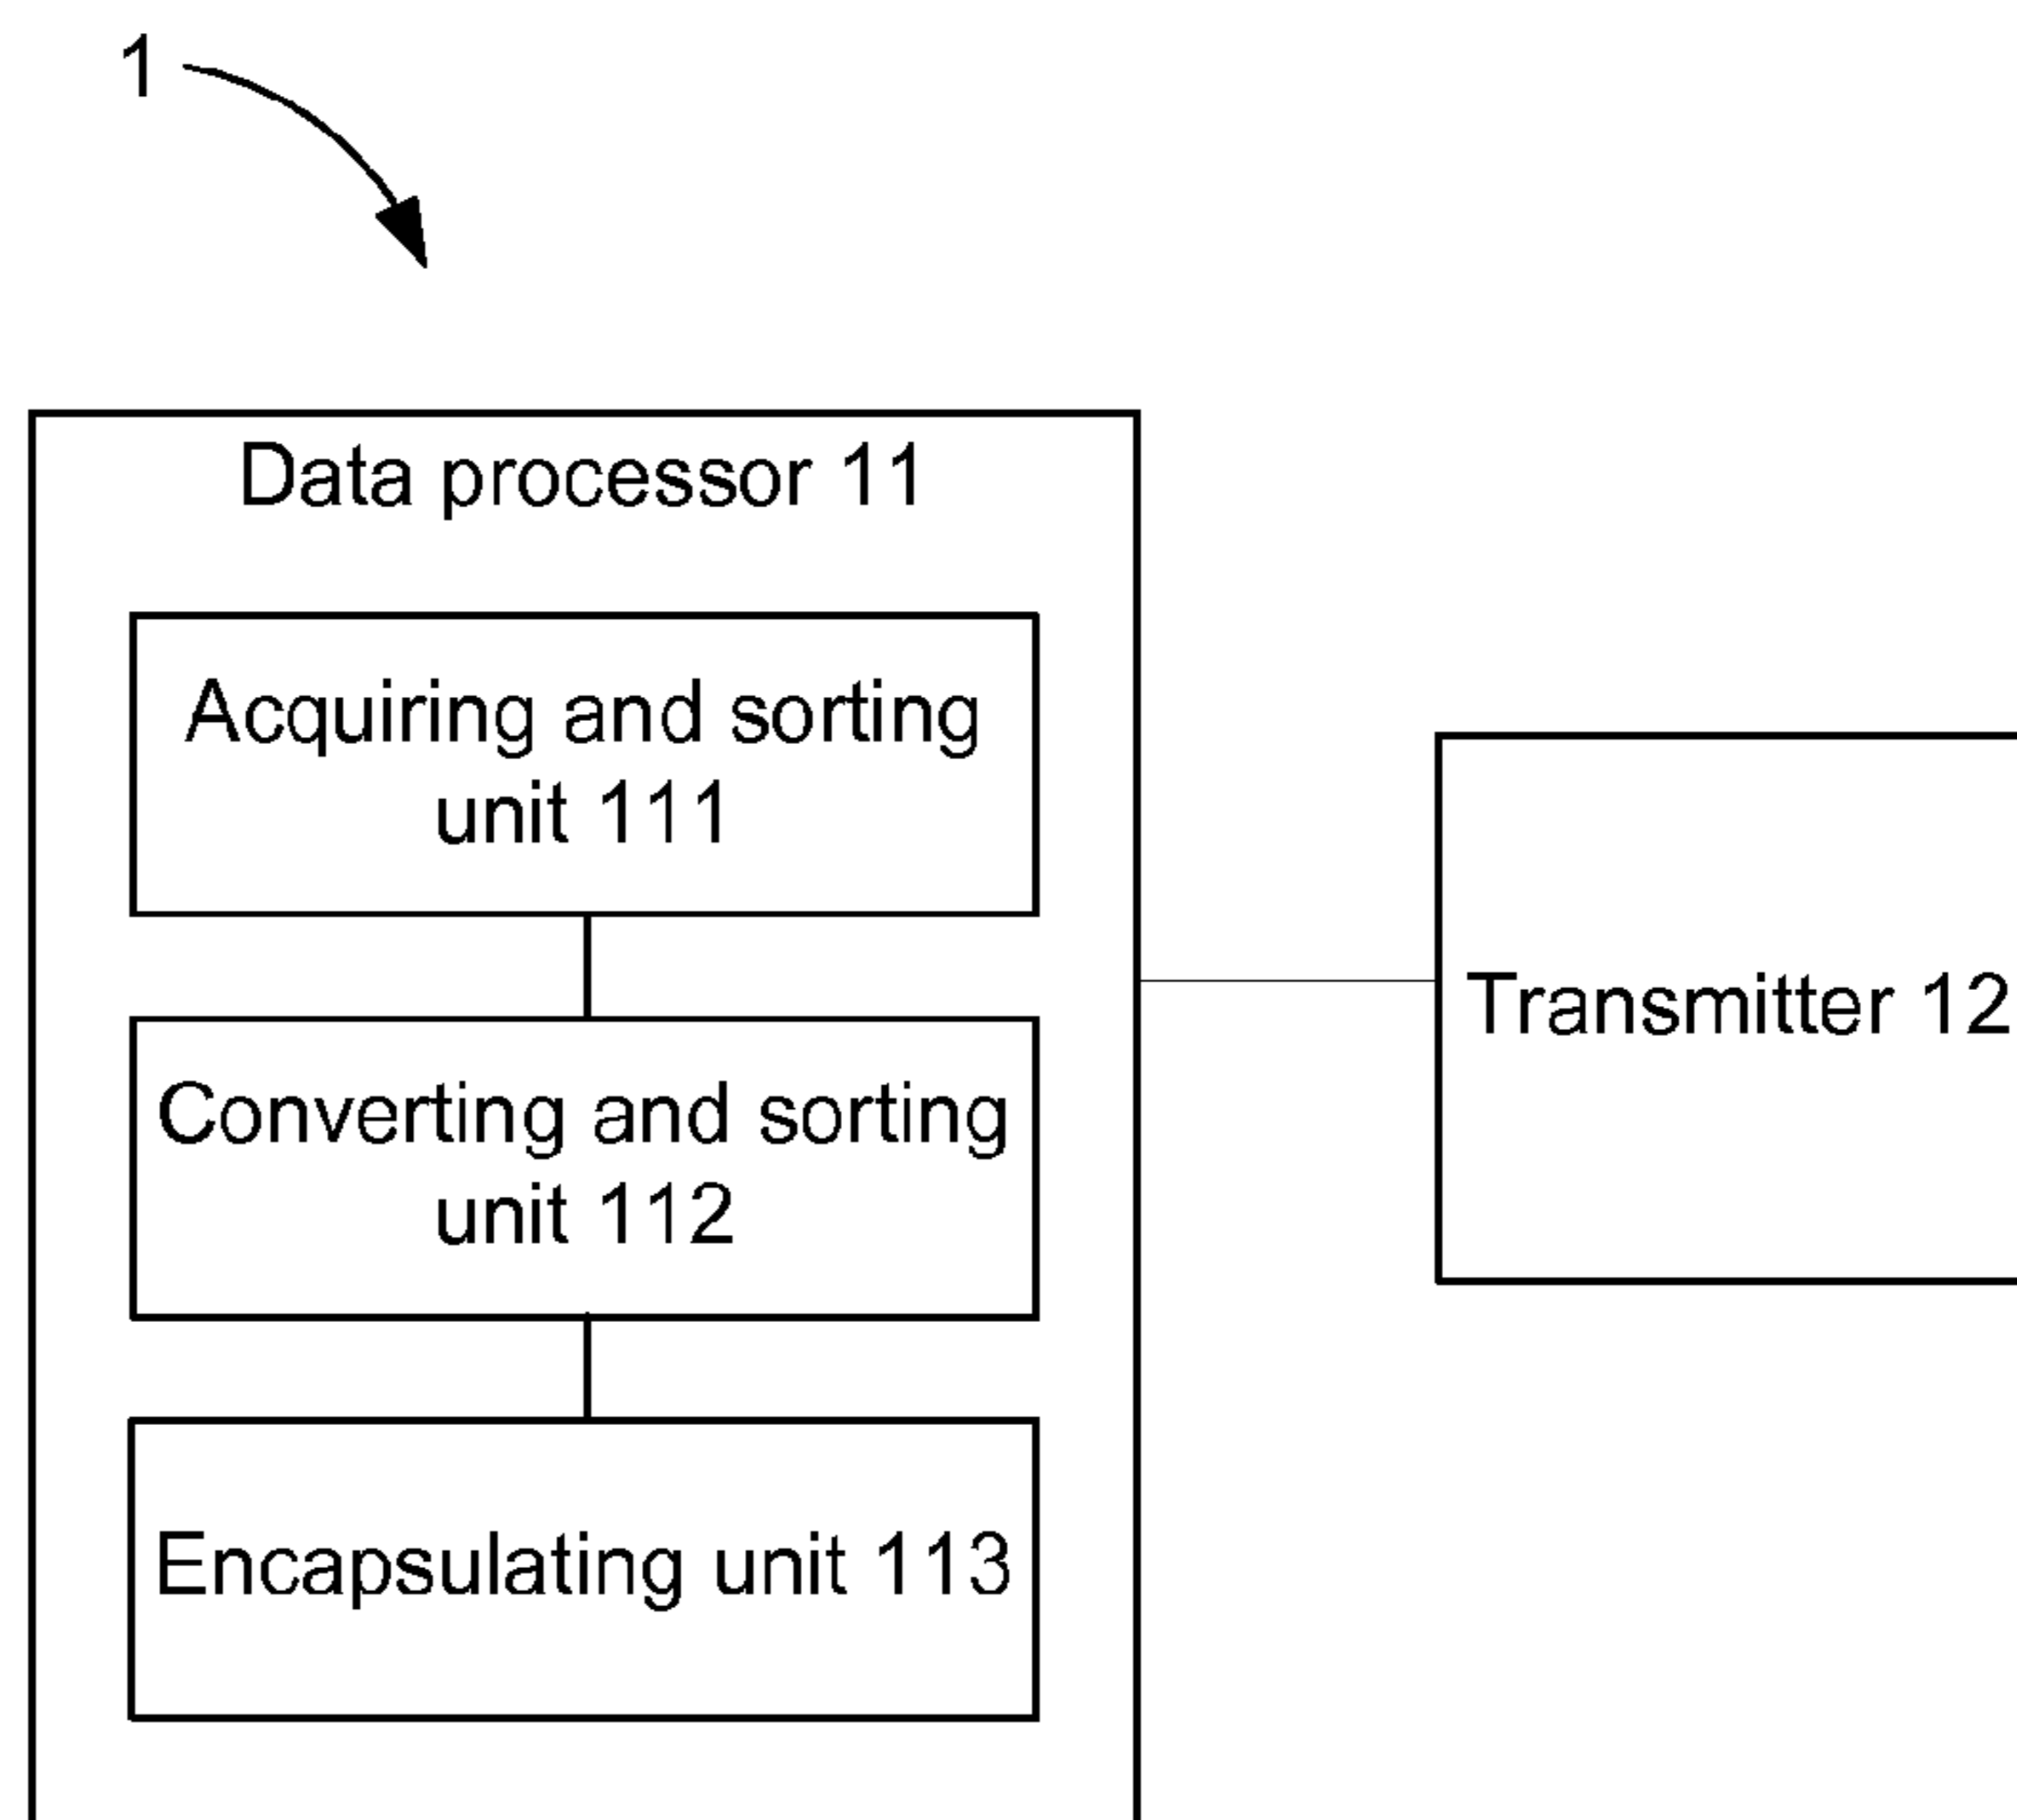 1
Data processor 11
Acquiring and sorting
unit 111
Converting and sorting
unit 112
Encapsulating unit 113
Transmitter 12